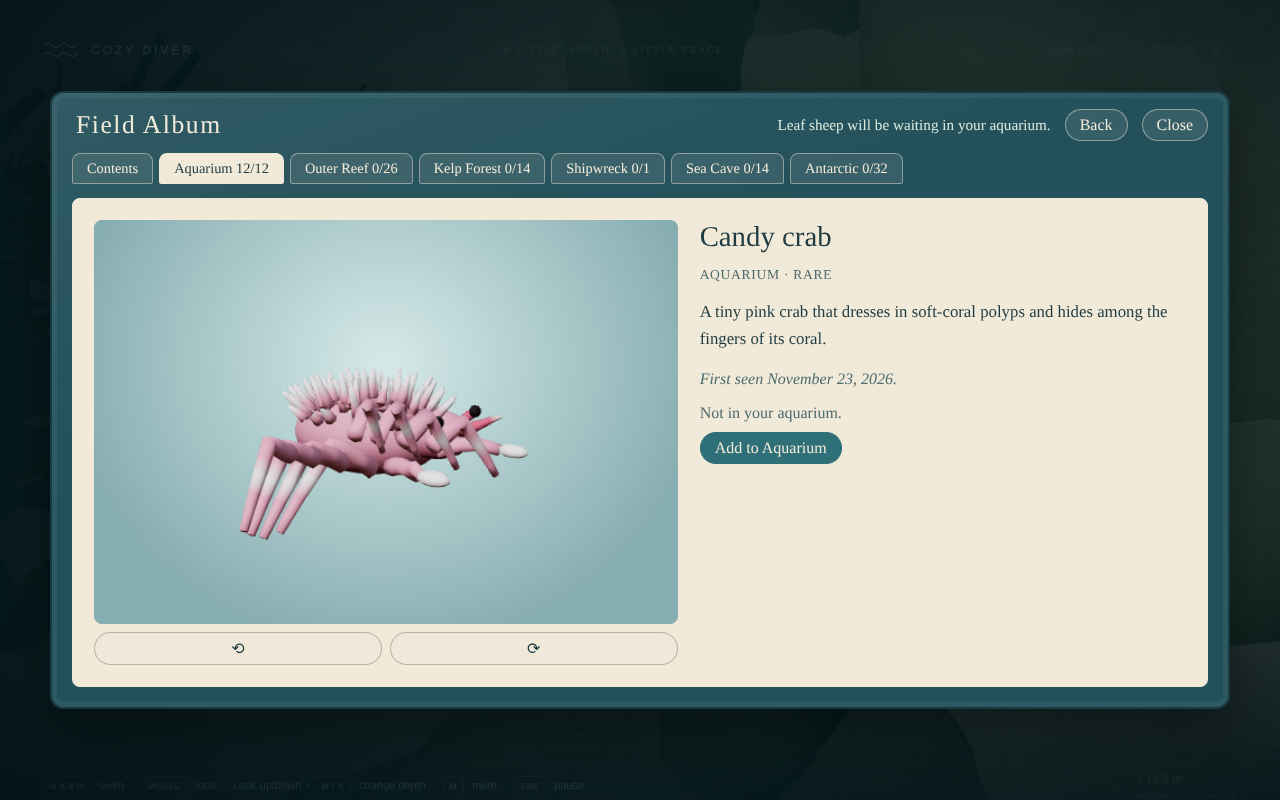 COZY DIVER
A LITTLE WORLD. A LITTLE PEACE.
Field Album
Leaf sheep will be waiting in your aquarium.
Back
Close
Contents
Aquarium 12/12
Outer Reef 0/26
Kelp Forest 0/14
Shipwreck 0/1
Sea Cave 0/14
Antarctic 0/32
Candy crab
AQUARIUM · RARE
A tiny pink crab that dresses in soft-coral polyps and hides among the
fingers of its coral.
First seen November 23, 2026.
Not in your aquarium.
Add to Aquarium
⟲
⟳
W A S D swim MOUSE look Look up/down + W / S change depth M mute ESC pause
12.2 m